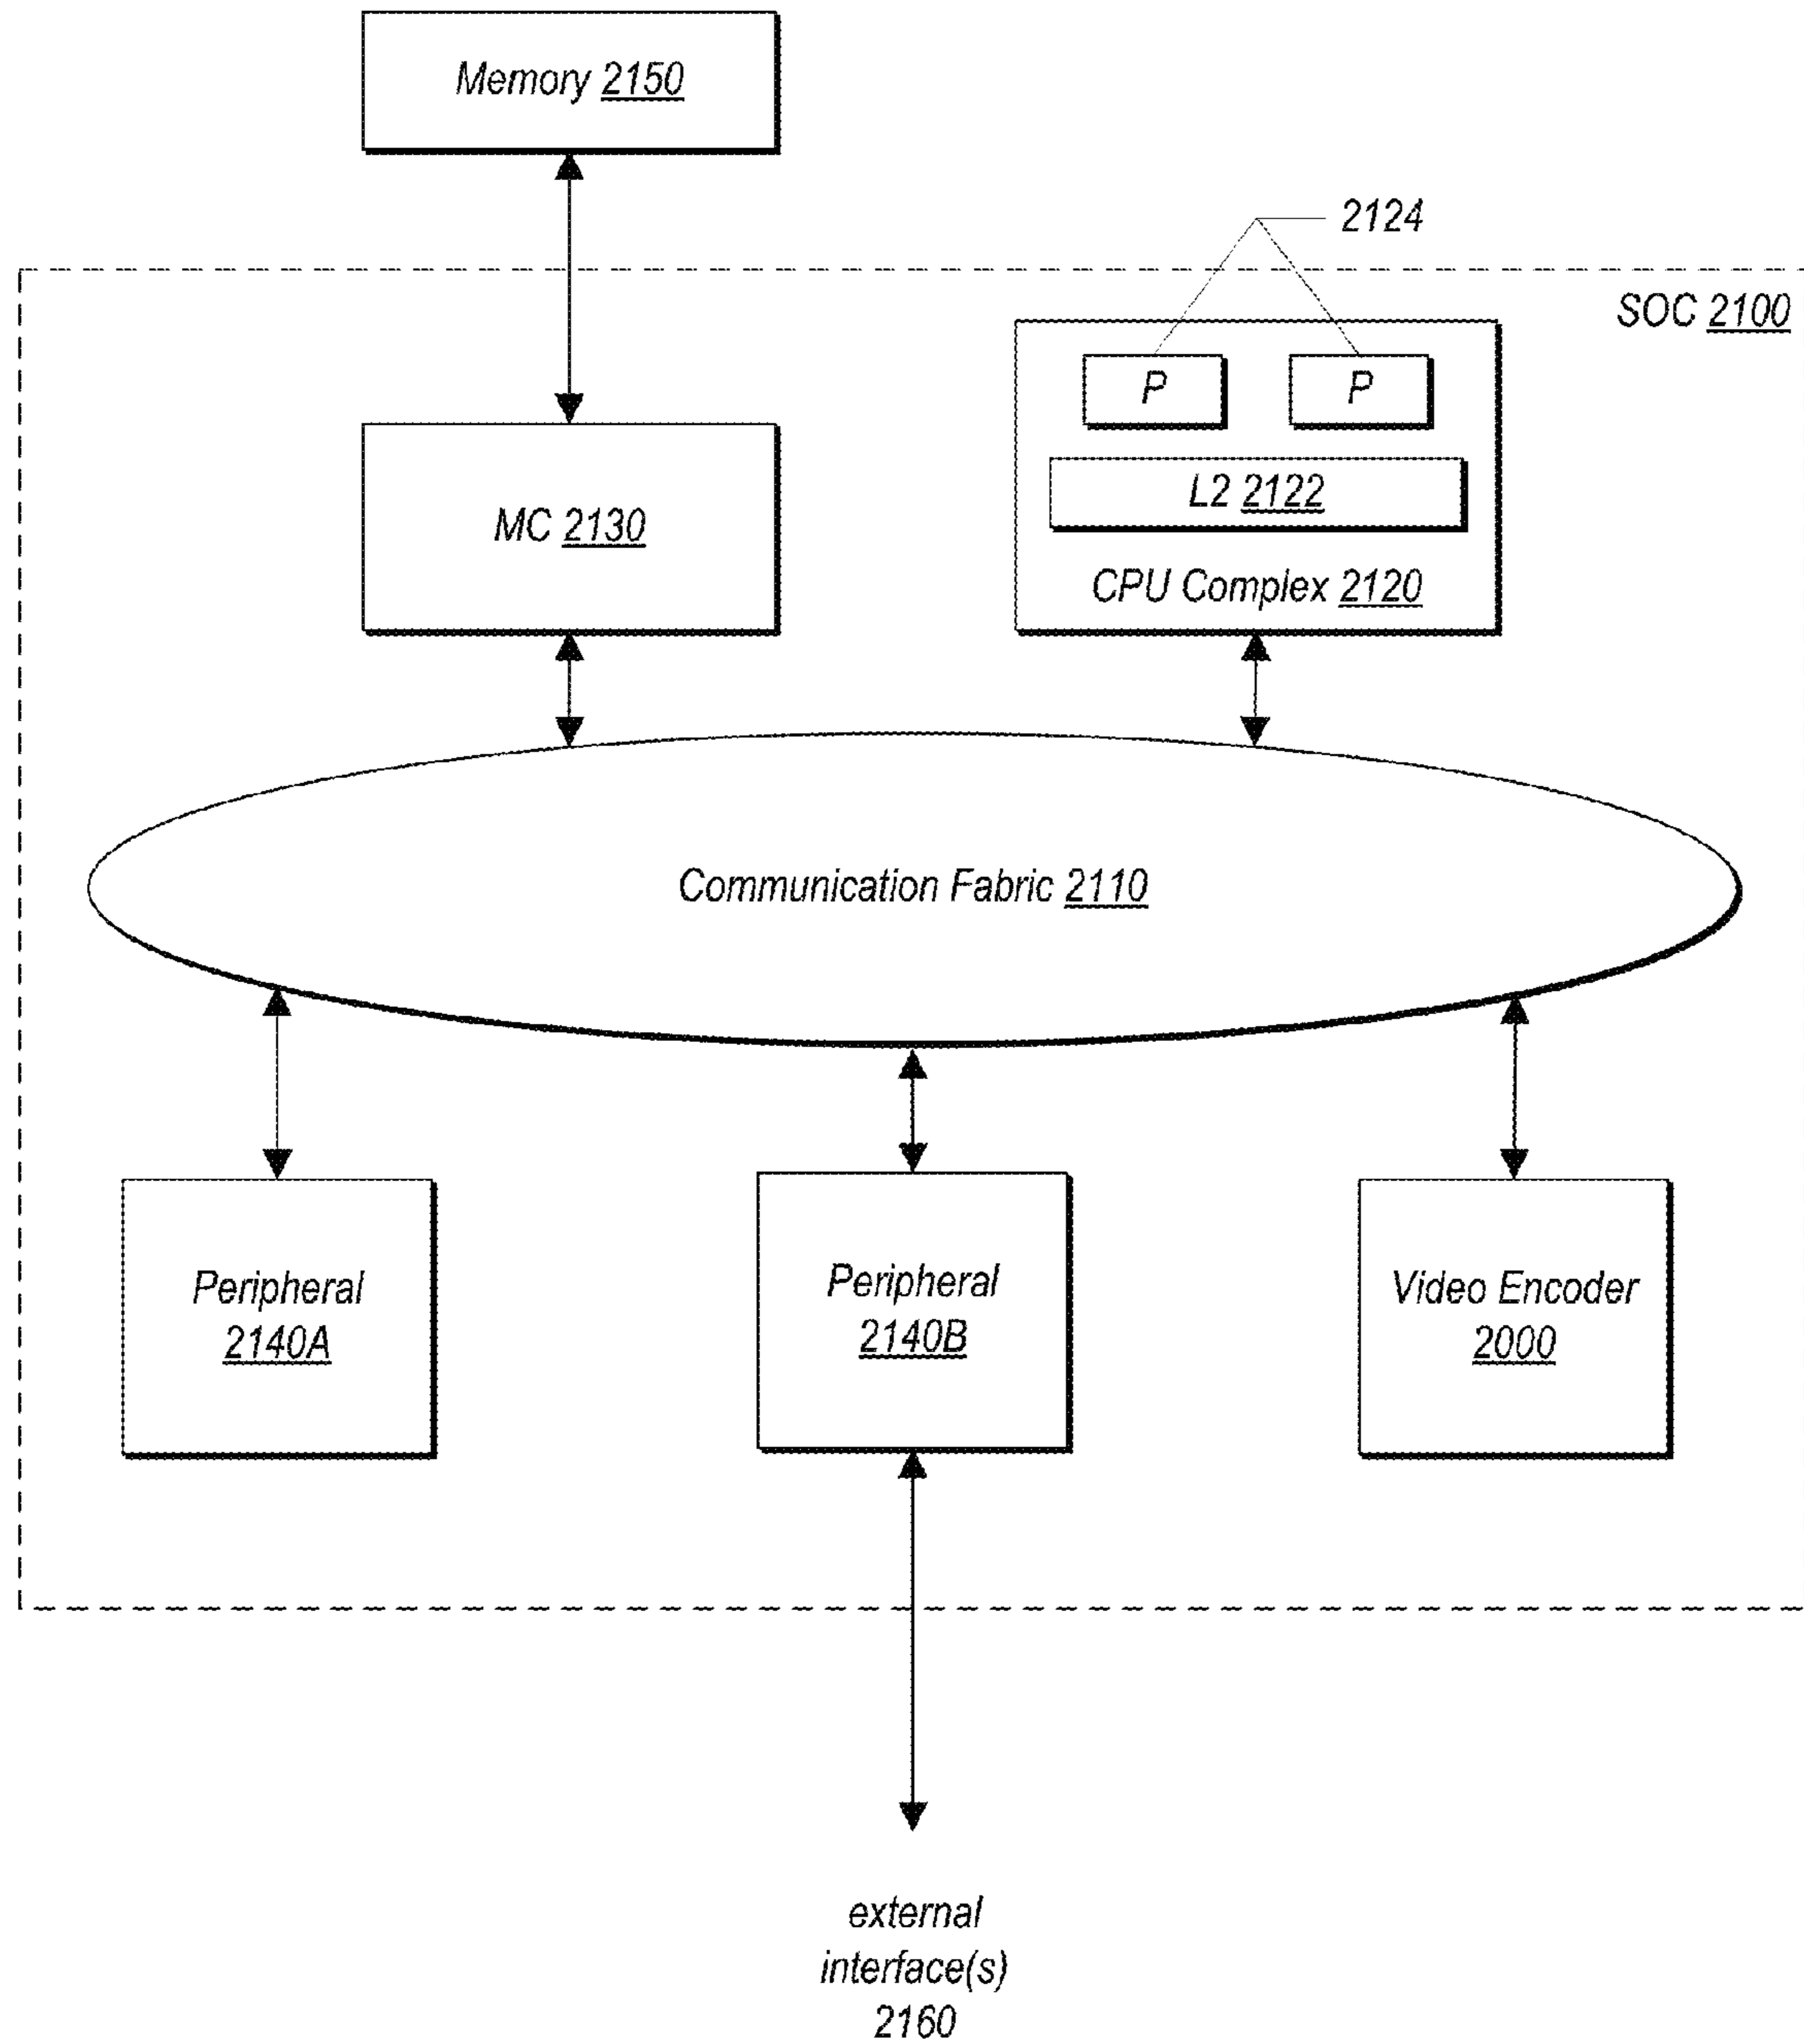 Memory 2150
2124
SOC 2100
P P
L2 2122
MC 2130
CPU Complex 2120
Communication Fabric 2110
Peripheral
2140A
Peripheral
2140B
Video Encoder
2000
external
interface(s)
2160